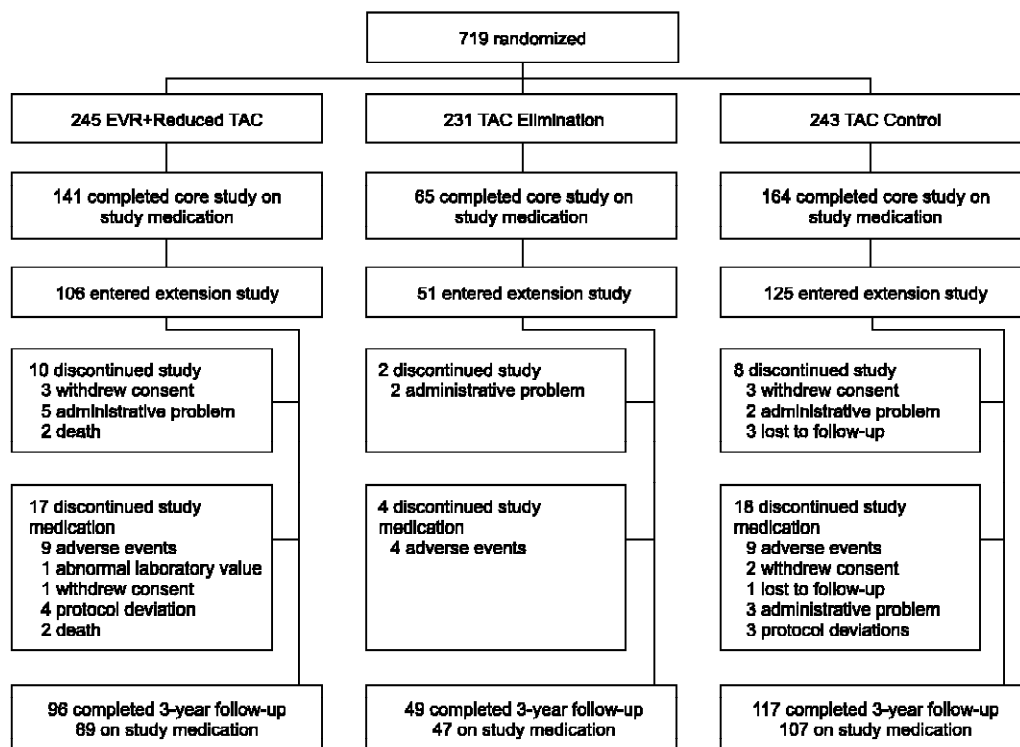 719 randomized
245 EVR+Reduced TAC
231 TAC Elimination
243 TAC Control
141 completed core study on
study medication
65 completed core study on
study medication
164 completed core study on
study medication
106 entered extension study
51 entered extension study
125 entered extension study
10 discontinued study
3 withdrew consent
5 administrative problem
2 death
2 discontinued study
2 administrative problem
8 discontinued study
3 withdrew consent
2 administrative problem
3 lost to follow-up
17 discontinued study
medication
9 adverse events
1 abnormal laboratory value
1 withdrew consent
4 protocol deviation
2 death
4 discontinued study
medication
4 adverse events
18 discontinued study
medication
9 adverse events
2 withdrew consent
1 lost to follow-up
3 administrative problem
3 protocol deviations
96 completed 3-year follow-up
89 on study medication
49 completed 3-year follow-up
47 on study medication
117 completed 3-year follow-up
107 on study medication